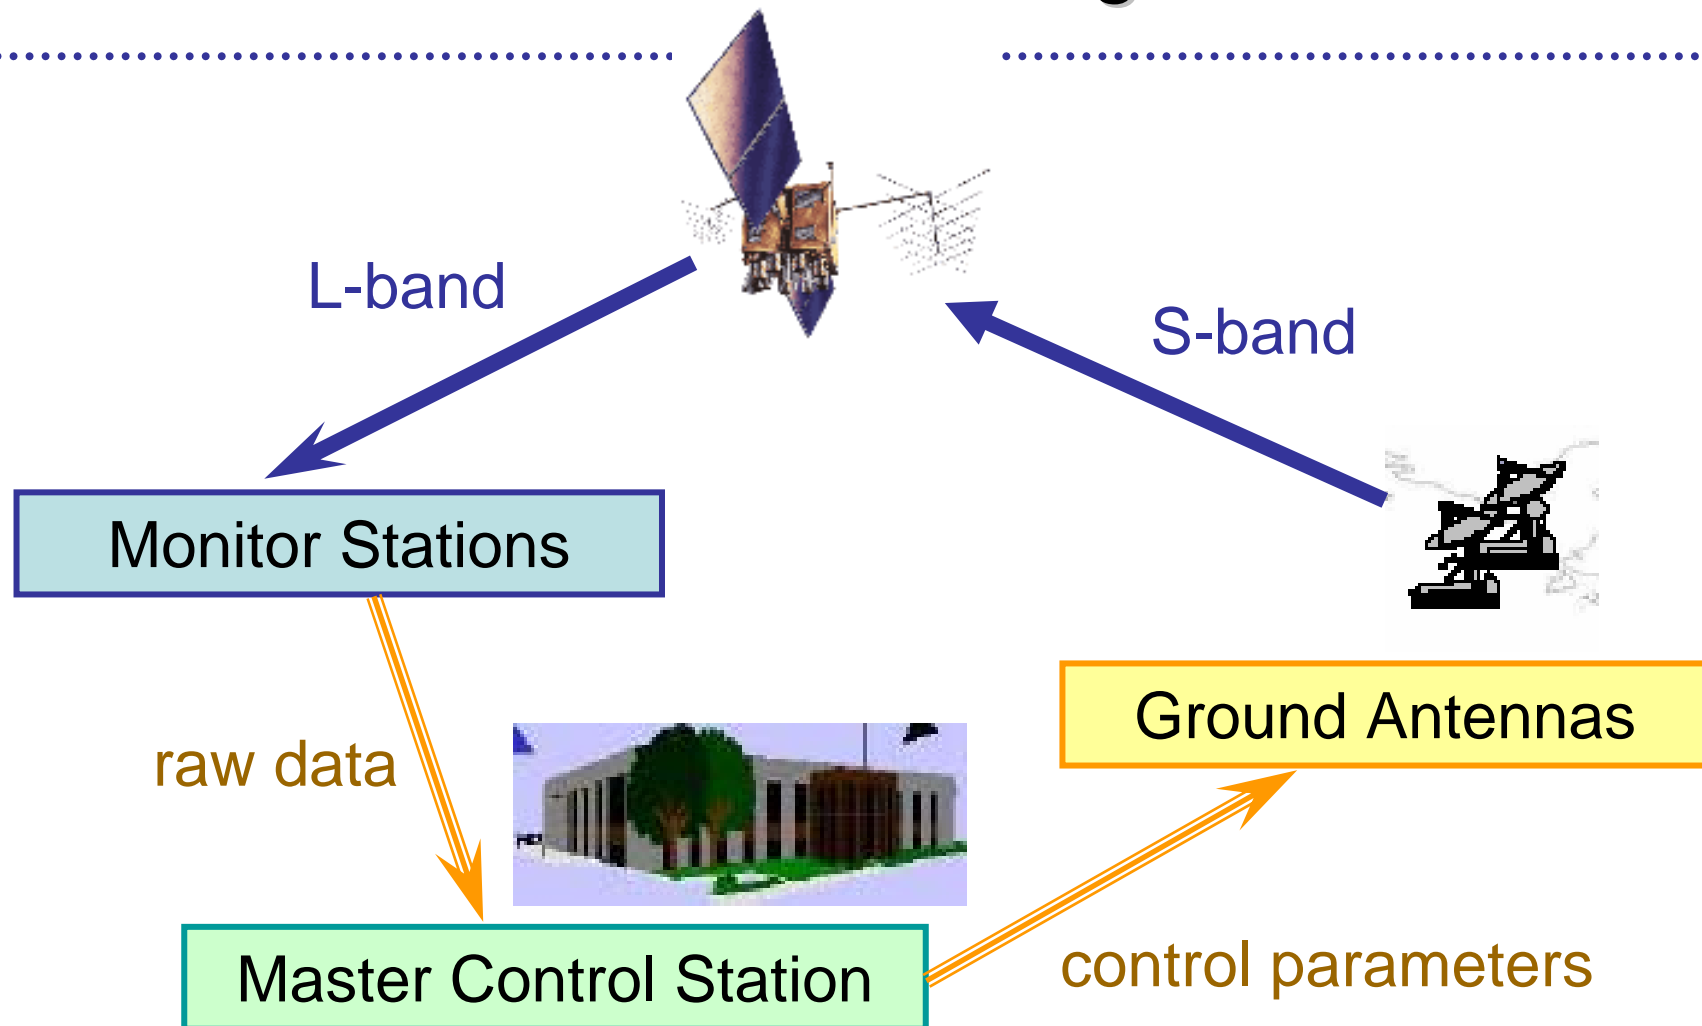 L-band
S-band
Monitor Stations
Ground Antennas
raw data
Master Control Station
control parameters